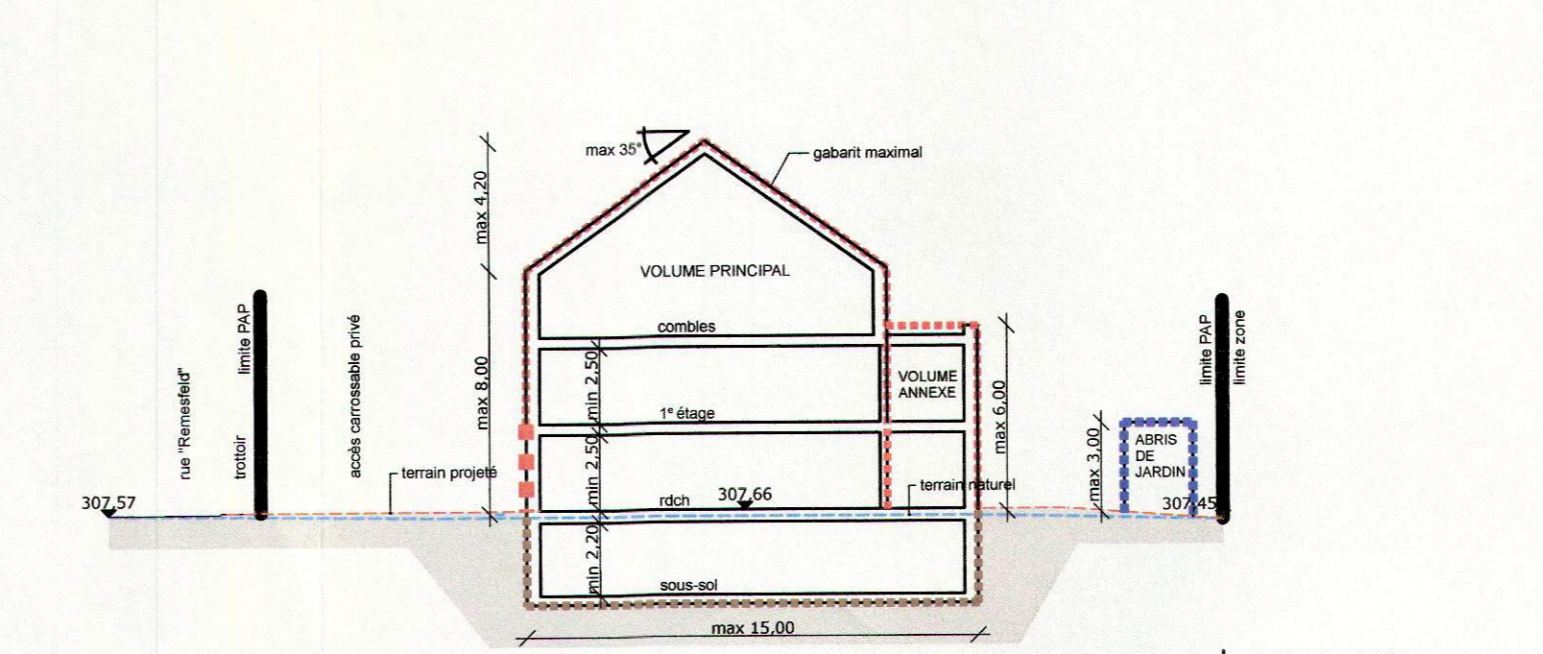 max 35°
gabarit maximal
max 4,20
VOLUME PRINCIPAL
combles
limite PAP
accès carrossable privé
rue "Remesfeld"
trottoir
max 8,00
min 2,50
1e étage
VOLUME
ANNEXE
max 6,00
limite PAP
limite zone
ABRIS
DE
JARDIN
max 3,00
terrain projeté
min 2,50
rdch
307,66
terrain naturel
307,57
307,45
min 2,20
sous-sol
max 15,00